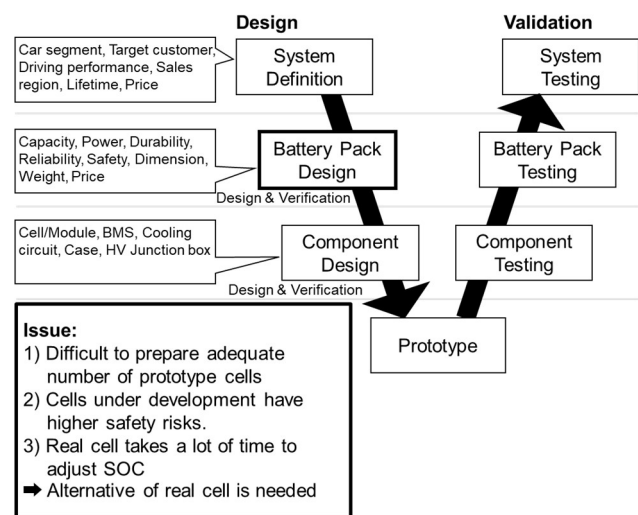 Design
Validation
Car segment, Target customer,
Driving performance, Sales
region, Lifetime, Price
System
Definition
System
Testing
Capacity, Power, Durability,
Reliability, Safety, Dimension,
Weight, Price
Battery Pack
Design
Battery Pack
Testing
Design & Verification
Cell/Module, BMS, Cooling
circuit, Case, HV Junction box
Component
Design
Component
Testing
Design & Verification
Prototype
Issue:
1) Difficult to prepare adequate
number of prototype cells
2) Cells under development have
higher safety risks.
3) Real cell takes a lot of time to
adjust SOC
➡ Alternative of real cell is needed